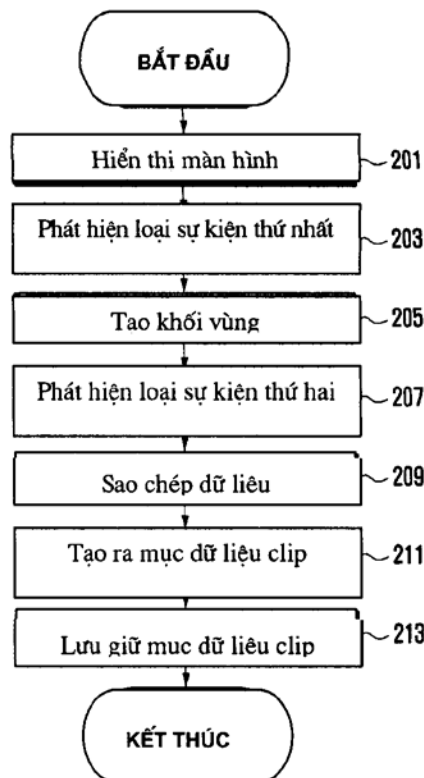 BẮT ĐẦU
Hiển thi màn hình
201
Phát hiện loại sự kiện thứ nhất
203
Tao khối vùng
205
Phát hiện loại sự kiện thứ hai
207
Sao chép dữ liêu
209
Tạo ra mục dữ liệu clip
211
Lưu giữ muc dữ liêu clip
213
KẾT THÚC